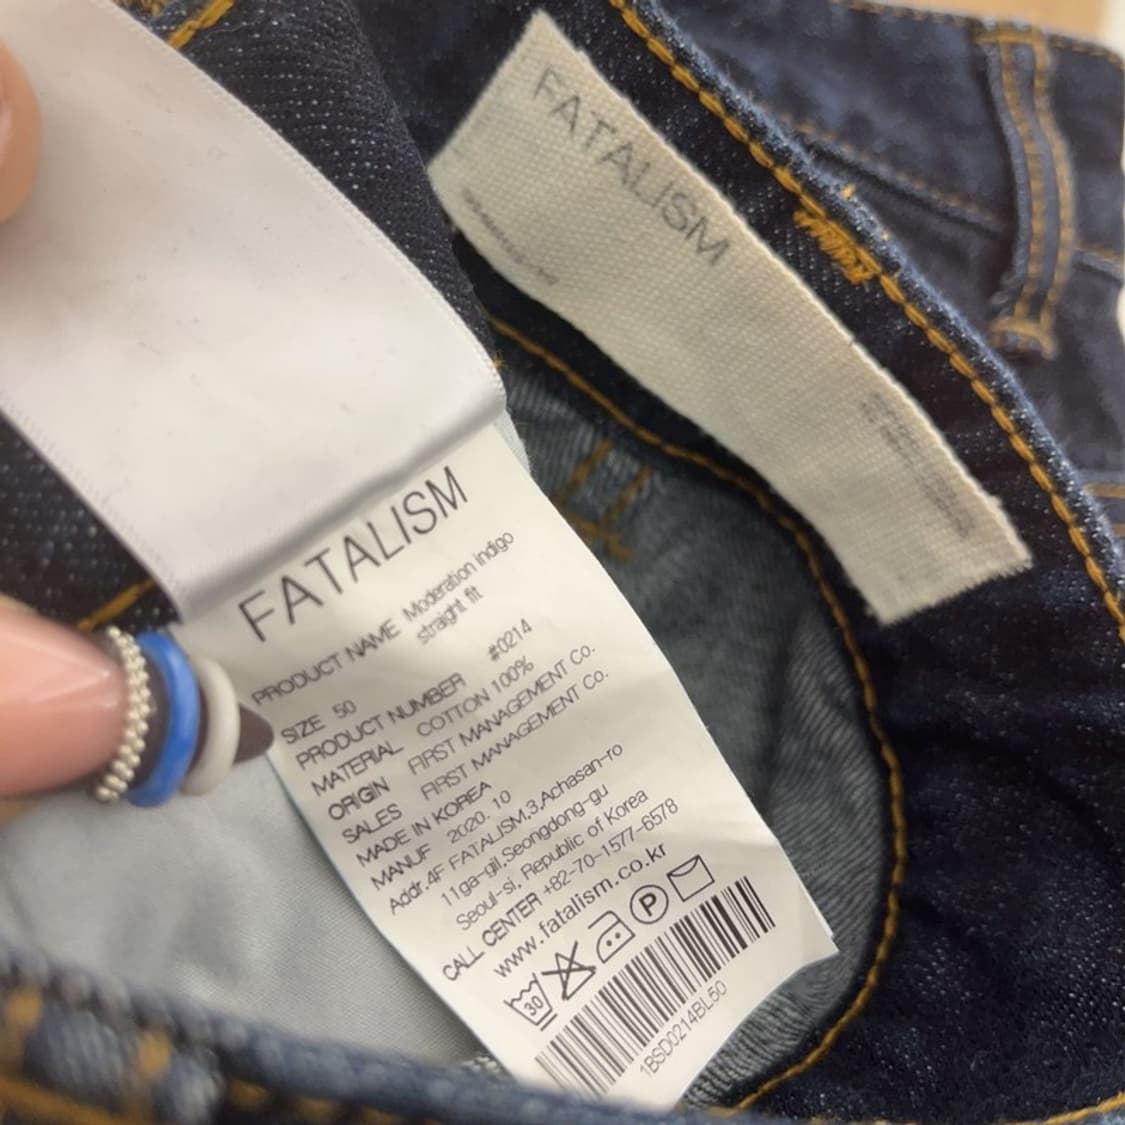 FATALISM
FATALISM
PRODUCT NAME Moderation indigo
straight fit
SIZE 50
PRODUCT NUMBER #0214
MATERIAL COTTON 100%
ORIGIN FIRST MANAGEMENT Co.
SALES FIRST MANAGEMENT Co.
MADE IN KOREA
MANUF 2020. 10
Addr.4F FATALISM,3,Achasan-ro
11ga-gil,Seongdong-gu
Seoul-si, Republic of Korea
CALL CENTER +82-70-1577-6578
www.fatalism.co.kr
30 P
1BSD0214BL50